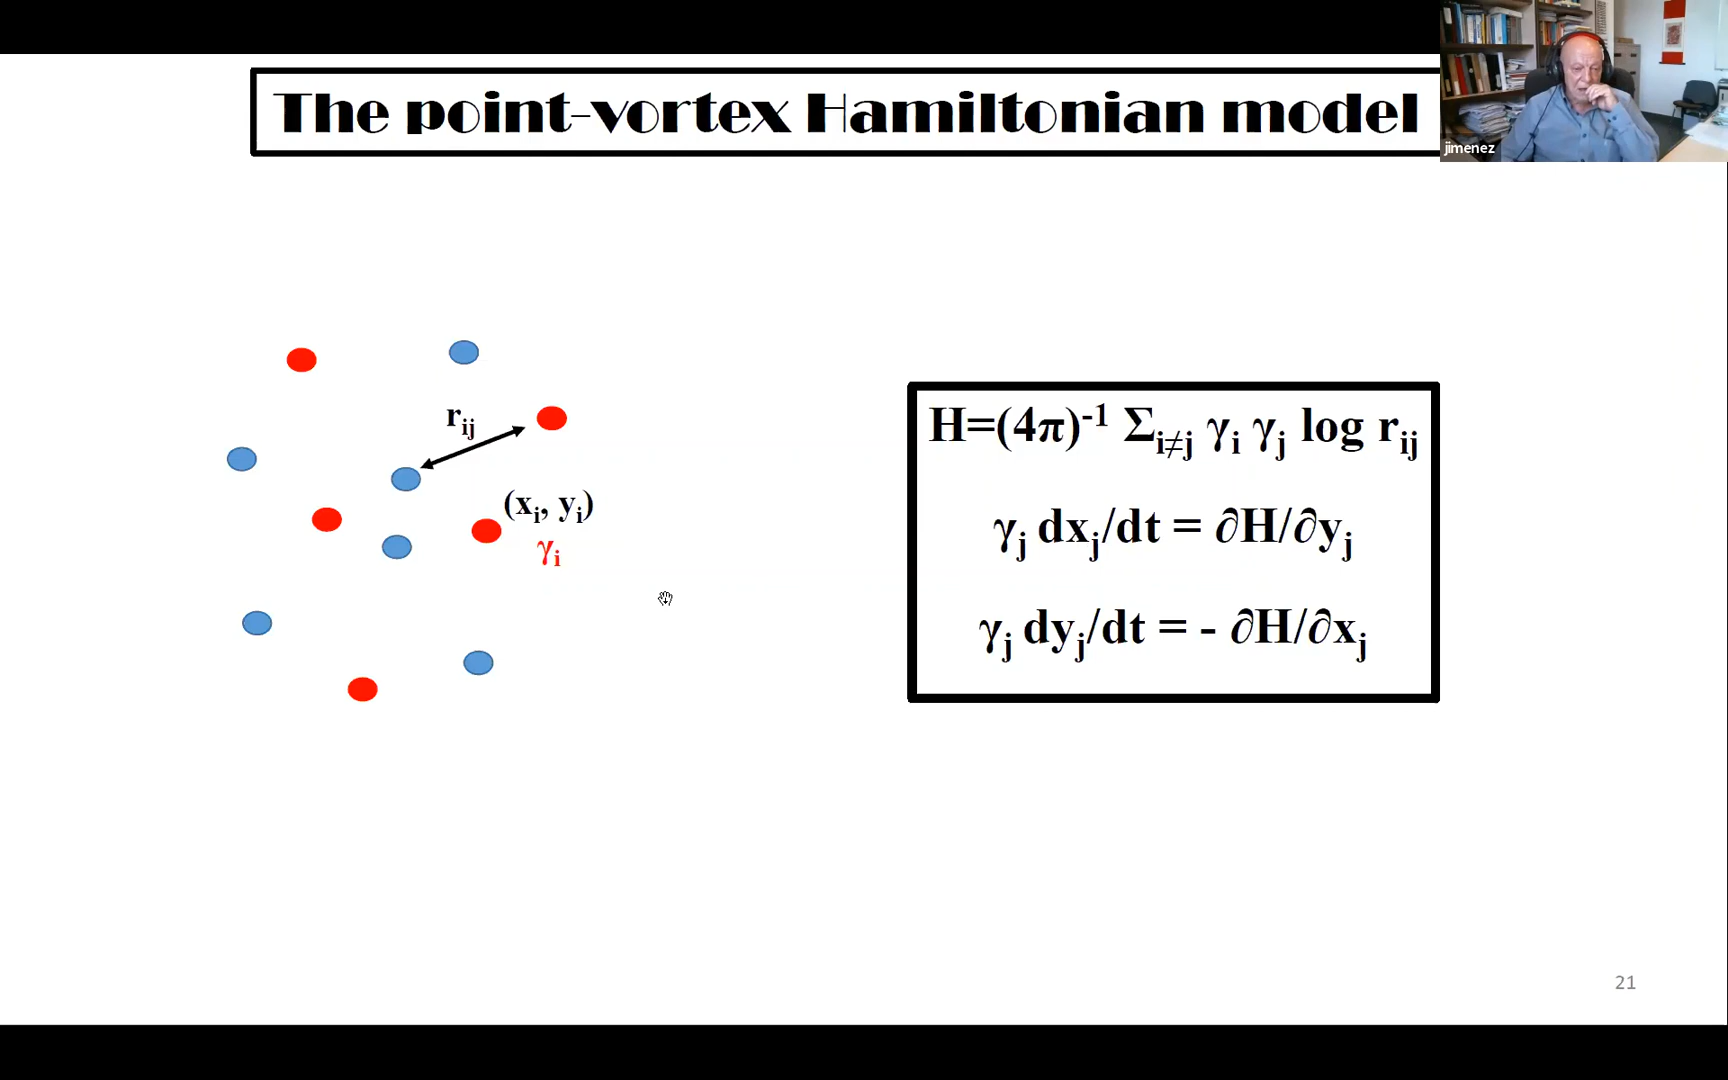 The point-vortex Hamiltonian model
jimenez
r_ij
(x_i, y_i)
γ_i
H=(4π)^-1 Σ_i≠j γ_i γ_j log r_ij
γ_j dx_j/dt = ∂H/∂y_j
γ_j dy_j/dt = - ∂H/∂x_j
21